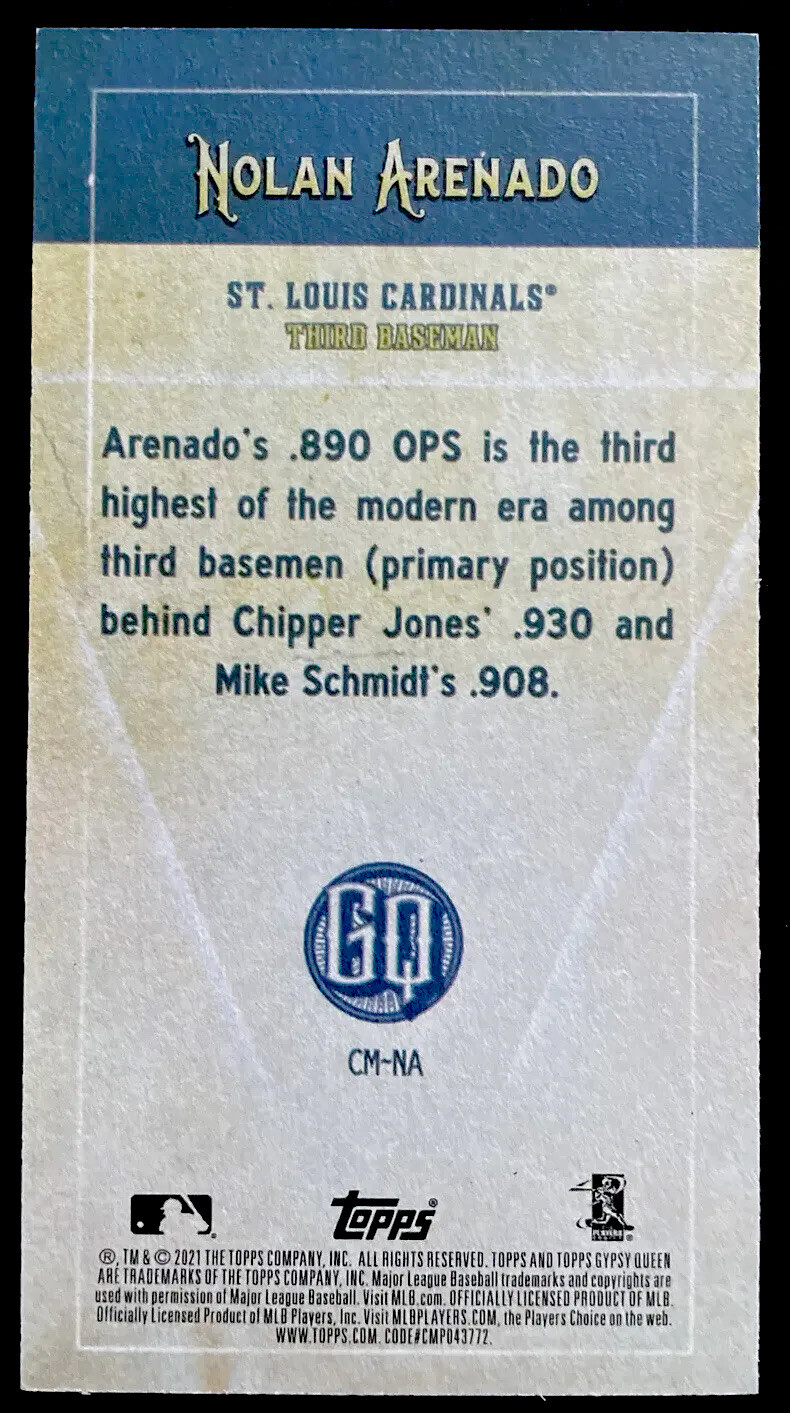 NOLAN ARENADO
ST. LOUIS CARDINALS®
THIRD BASEMAN
Arenado's .890 OPS is the third
highest of the modern era among
third basemen (primary position)
behind Chipper Jones' .930 and
Mike Schmidt's .908.
GQ
CM-NA
topps®
PLAYERS
®, TM & © 2021 THE TOPPS COMPANY, INC. ALL RIGHTS RESERVED. TOPPS AND TOPPS GYPSY QUEEN
ARE TRADEMARKS OF THE TOPPS COMPANY, INC. Major League Baseball trademarks and copyrights are
used with permission of Major League Baseball. Visit MLB.com. OFFICIALLY LICENSED PRODUCT OF MLB.
Officially Licensed Product of MLB Players, Inc. Visit MLBPLAYERS.COM, the Players Choice on the web.
WWW.TOPPS.COM. CODE#CMP043772.